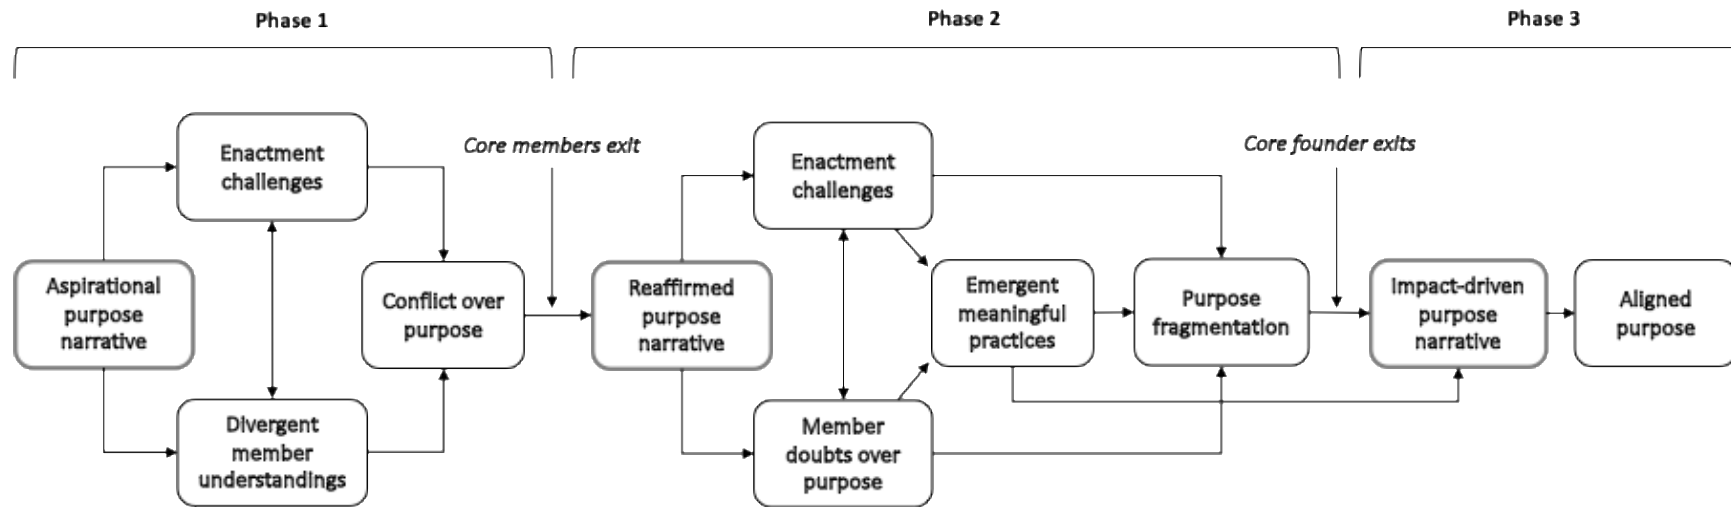 Phase 1
Phase 2
Phase 3
Aspirational
purpose
narrative
Enactment
challenges
Divergent
member
understandings
Conflict over
purpose
Core members exit
Reaffirmed
purpose
narrative
Enactment
challenges
Member
doubts over
purpose
Emergent
meaningful
practices
Purpose
fragmentation
Core founder exits
Impact-driven
purpose
narrative
Aligned
purpose